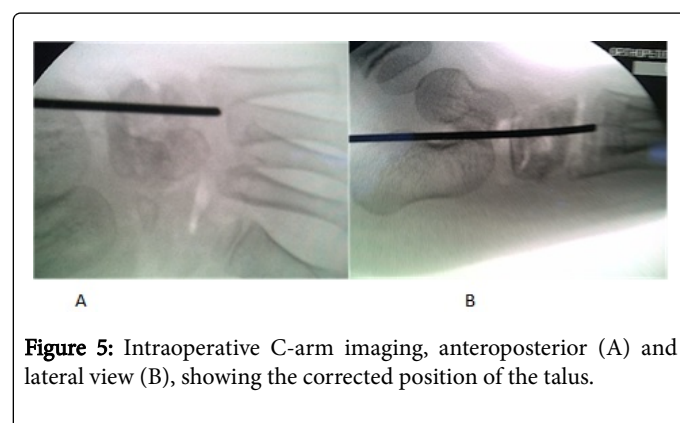 A
B
Figure 5: Intraoperative C-arm imaging, anteroposterior (A) and
lateral view (B), showing the corrected position of the talus.